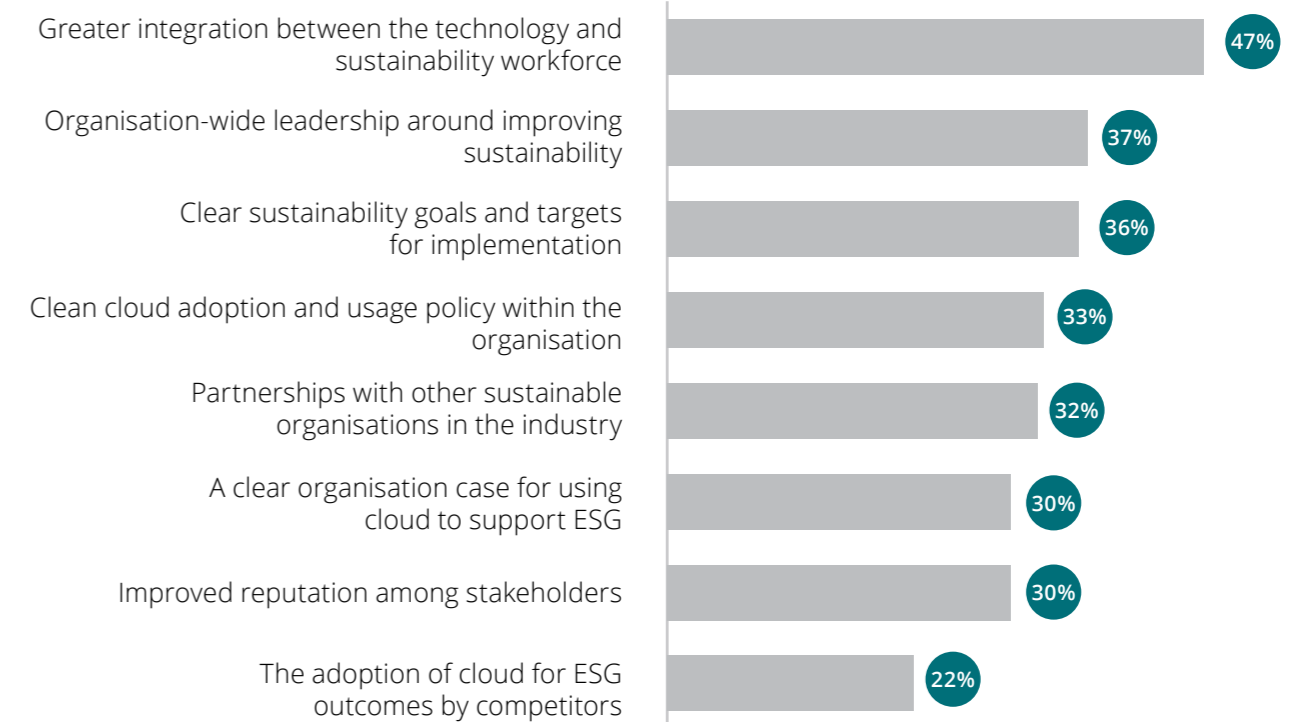 Greater integration between the technology and
sustainability workforce
47%
Organisation-wide leadership around improving
sustainability
37%
Clear sustainability goals and targets
for implementation
36%
Clean cloud adoption and usage policy within the
organisation
33%
Partnerships with other sustainable
organisations in the industry
32%
A clear organisation case for using
cloud to support ESG
30%
Improved reputation among stakeholders
30%
The adoption of cloud for ESG
outcomes by competitors
22%